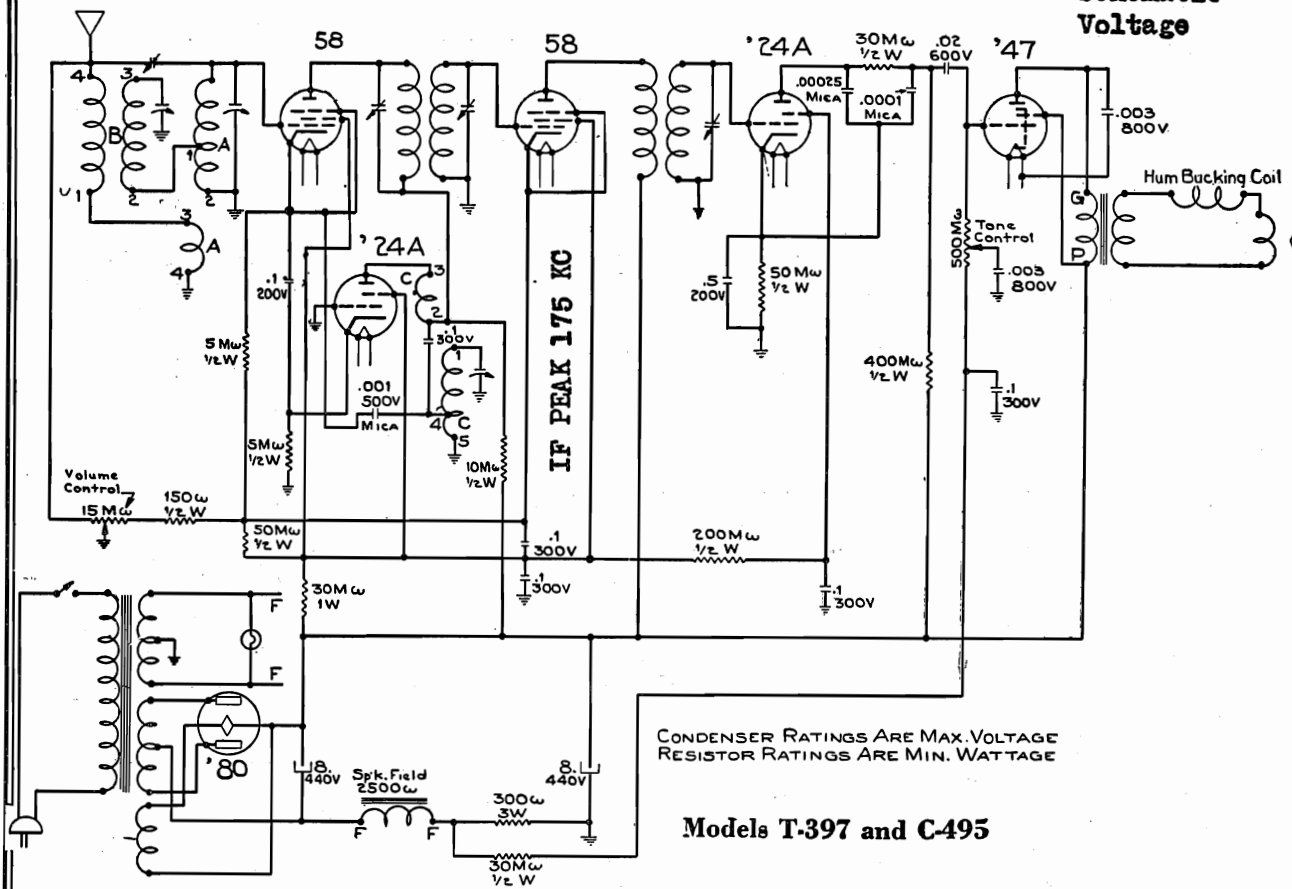 Voltage
58
58
'24A
30Mω
1/2 W
.02
600V
'47
.00025
MICA
.0001
MICA
.003
800V.
4
3
B
A
1
1
2
2
3
A
4
Hum Bucking Coil
G
P
500M
3
Tone
Control
.003
800V
'24A
.1
200V
C
3
2
.1
300V
1
.001
500V
MICA
4
C
5
5Mω
1/2 W
5Mω
1/2W
10Mω
1/2W
IF PEAK 175 KC
.5
200V
50Mω
1/2 W
400Mω
1/2 W
.1
300V
Volume
Control
15 Mω
150ω
1/2 W
50Mω
1/2 W
.1
300V
.1
300V
200Mω
1/2 W
.1
300V
30Mω
1W
F
F
'80
8.
440V
Spk. Field
2500ω
F
F
300ω
3W
8.
440V
30Mω
1/2 W
CONDENSER RATINGS ARE MAX. VOLTAGE
RESISTOR RATINGS ARE MIN. WATTAGE
Models T-397 and C-495